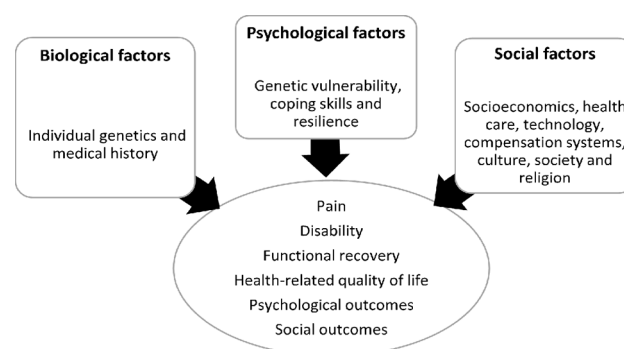 Biological factors
Individual genetics and
medical history
Psychological factors
Genetic vulnerability,
coping skills and
resilience
Social factors
Socioeconomics, health
care, technology,
compensation systems,
culture, society and
religion
Pain
Disability
Functional recovery
Health-related quality of life
Psychological outcomes
Social outcomes